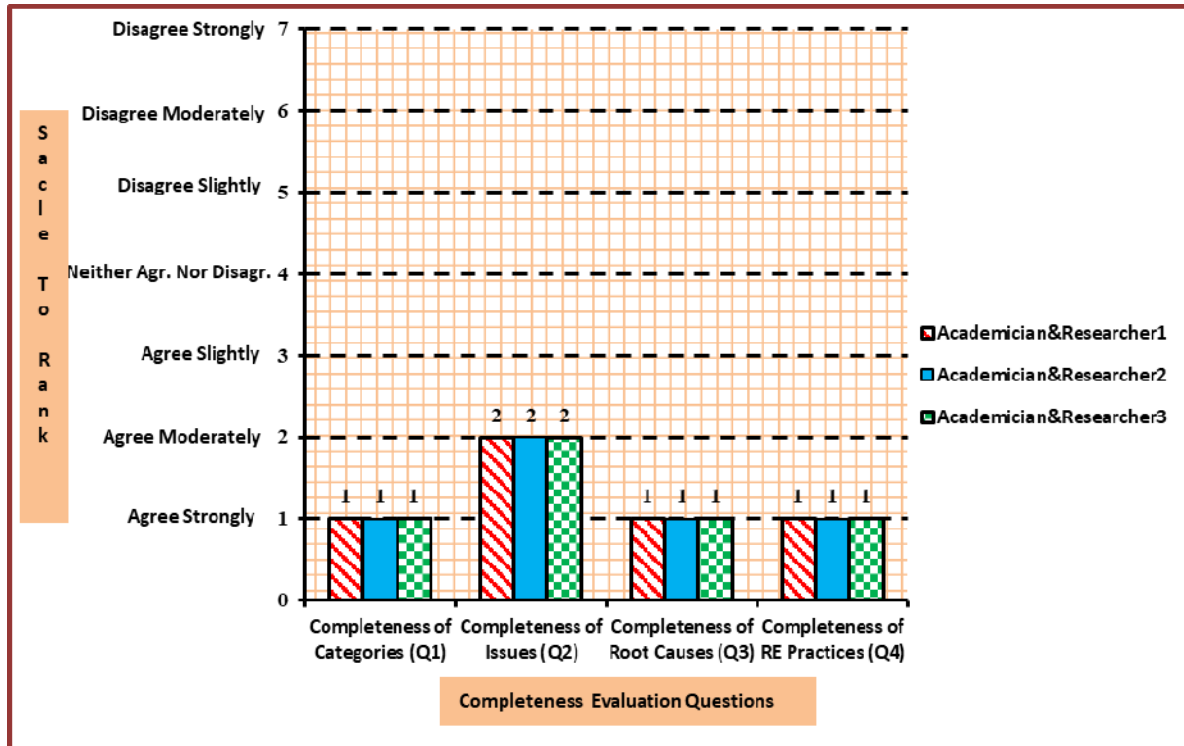 Disagree Strongly 7
Disagree Moderately 6
Disagree Slightly 5
Neither Agr. Nor Disagr. 4
Agree Slightly 3
Agree Moderately 2
Agree Strongly 1
0
Sacle To Rank
1 1 1
2 2 2
1 1 1
1 1 1
Completeness of
Categories (Q1)
Completeness of
Issues (Q2)
Completeness of
Root Causes (Q3)
Completeness of
RE Practices (Q4)
Completeness Evaluation Questions
Academician&Researcher1
Academician&Researcher2
Academician&Researcher3